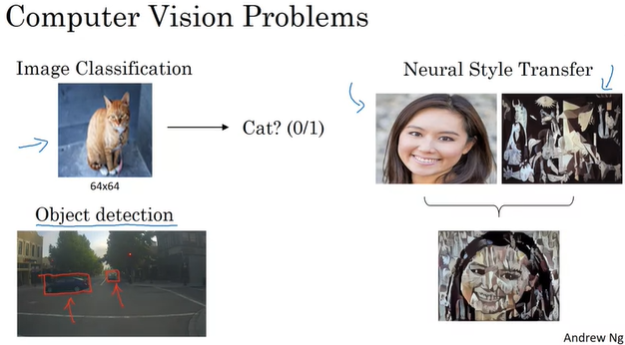 Computer Vision Problems
Image Classification
Cat? (0/1)
64x64
Object detection
Neural Style Transfer
Andrew Ng